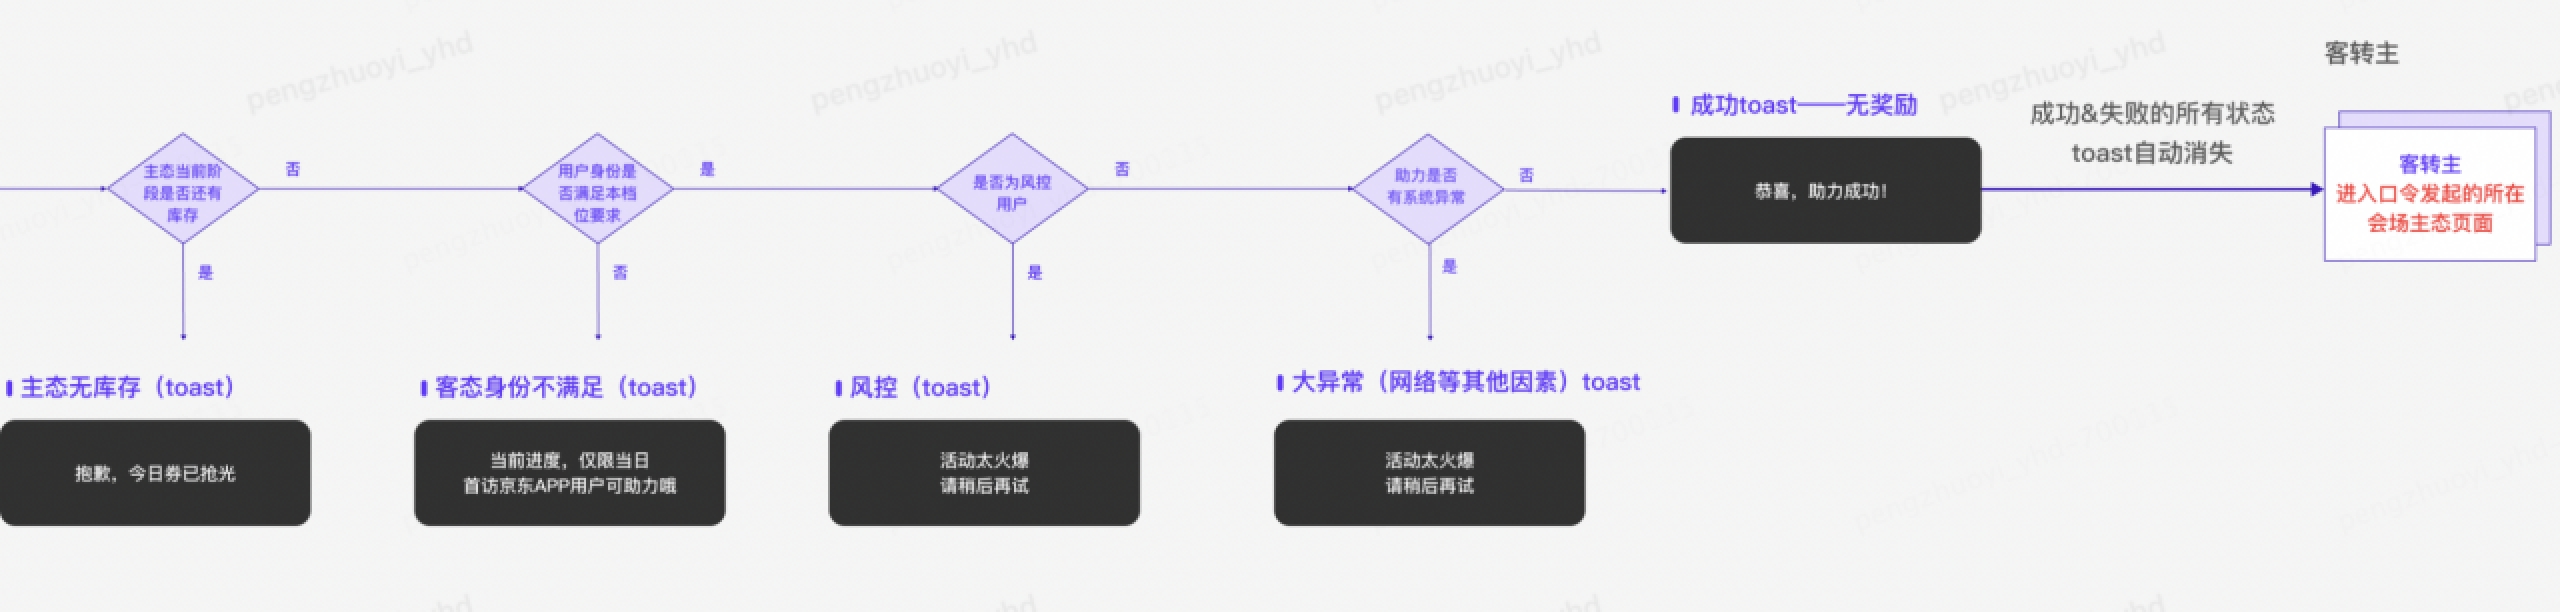 pengzhuoyi_yhd
pengzhuoyi_yhd
pengzhuoyi_yhd
pengzhuoyi_yhd
客转主
成功toast——无奖励
成功&失败的所有状态
toast自动消失
主态当前阶
段是否还有
库存
否
用户身份是
否满足本档
位要求
是
是否为风控
用户
否
助力是否
有系统异常
否
恭喜，助力成功！
客转主
进入口令发起的所在
会场主态页面
是
否
是
是
主态无库存（toast）
客态身份不满足（toast）
风控（toast）
大异常（网络等其他因素）toast
抱歉，今日券已抢光
当前进度，仅限当日
首访京东APP用户可助力哦
活动太火爆
请稍后再试
活动太火爆
请稍后再试